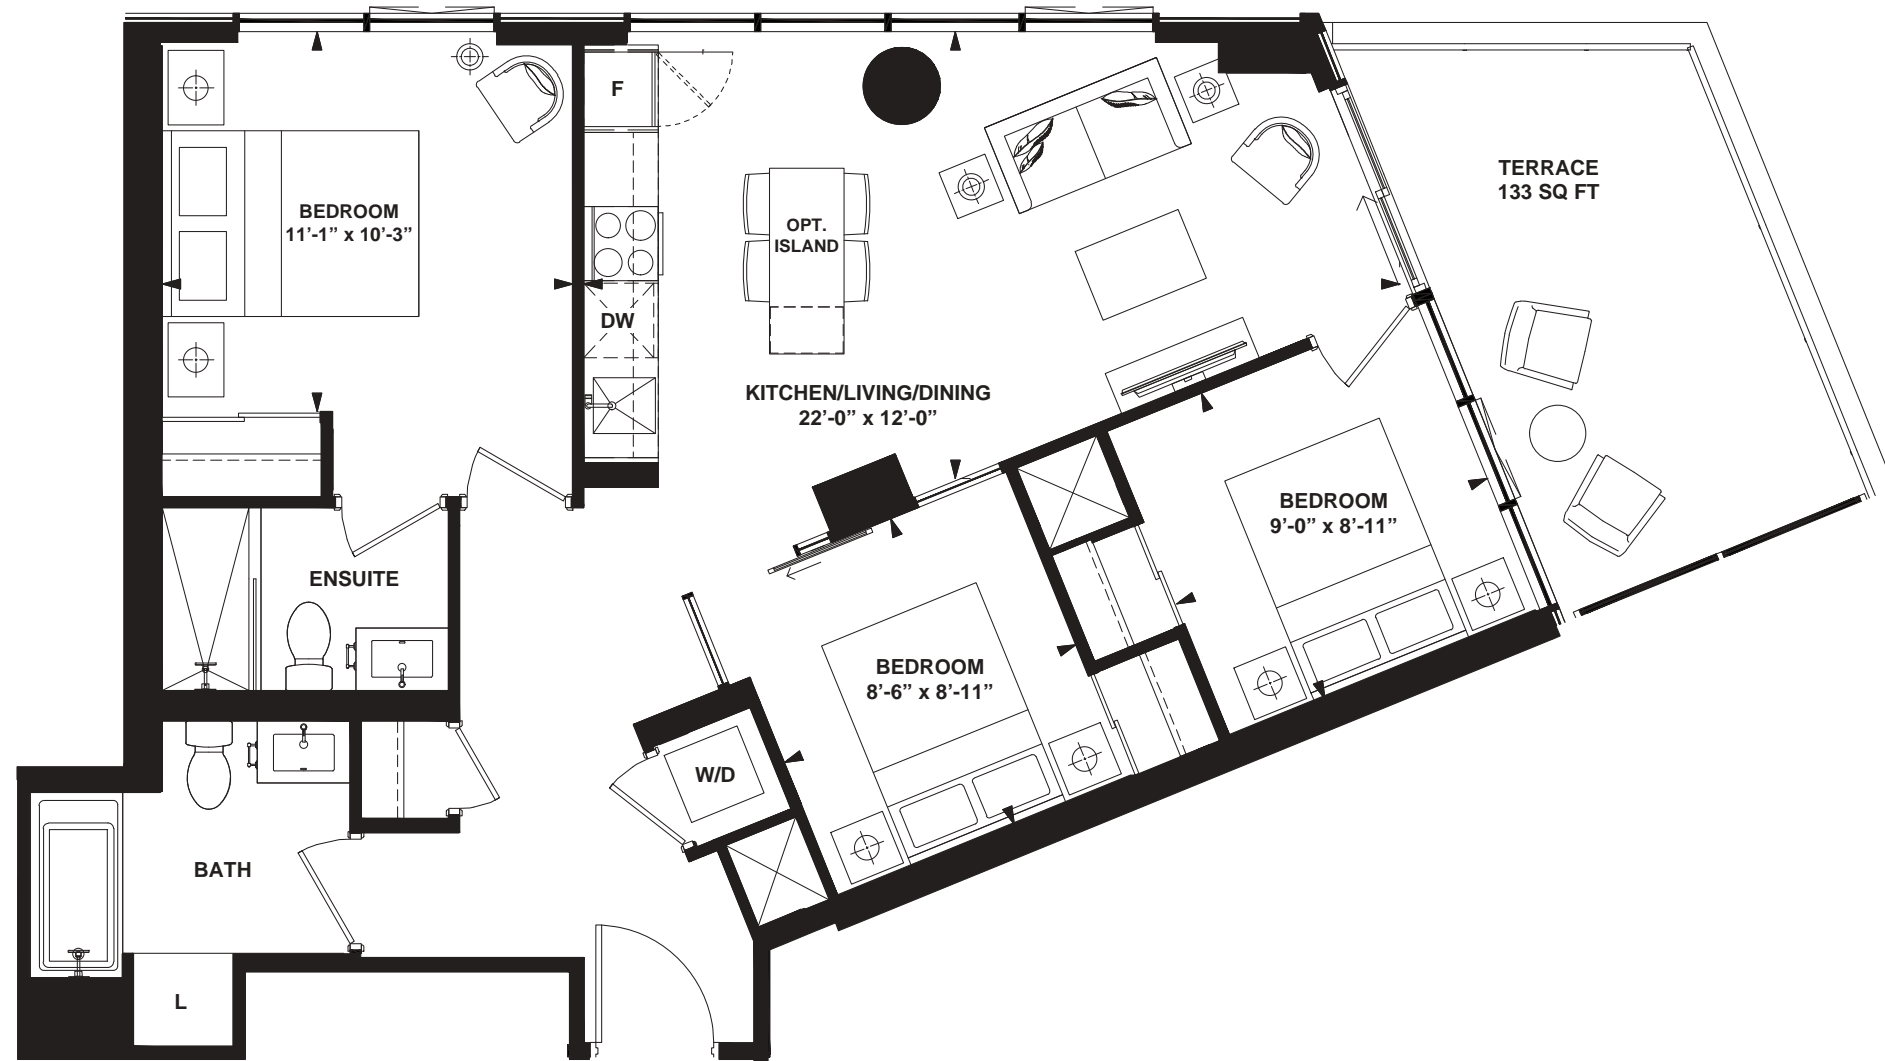 F
TERRACE
133 SQ FT
BEDROOM
11’-1” x 10’-3”
OPT.
ISLAND
DW
KITCHEN/LIVING/DINING
22’-0” x 12’-0”
BEDROOM
9’-0” x 8’-11”
ENSUITE
BEDROOM
8’-6” x 8’-11”
W/D
BATH
L